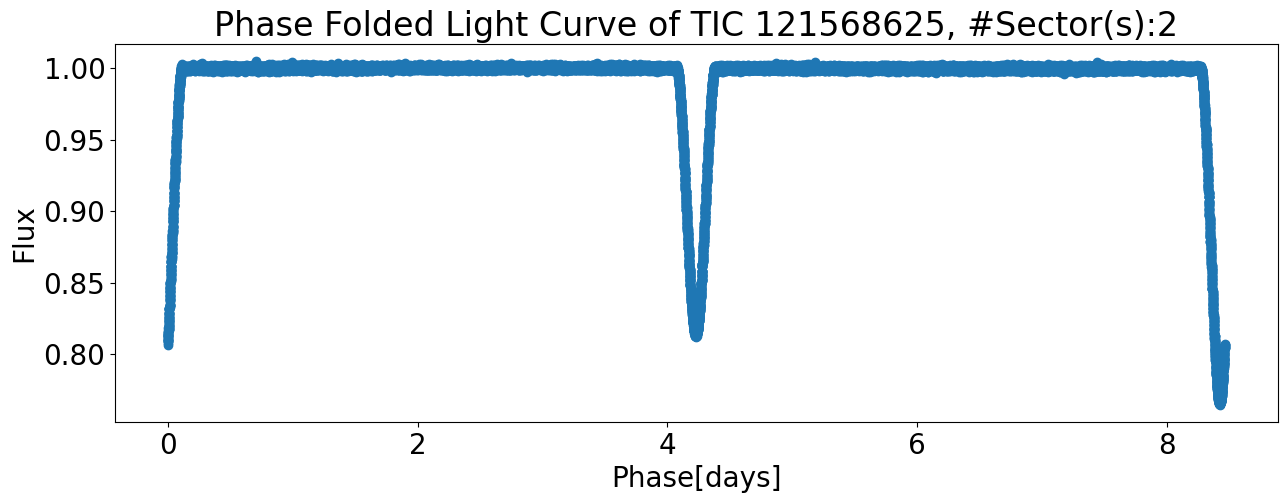 Phase Folded Light Curve of TIC 121568625, #Sector(s):2
1.00
0.95
0.90
0.85
0.80
Flux
0 2 4 6 8
Phase[days]